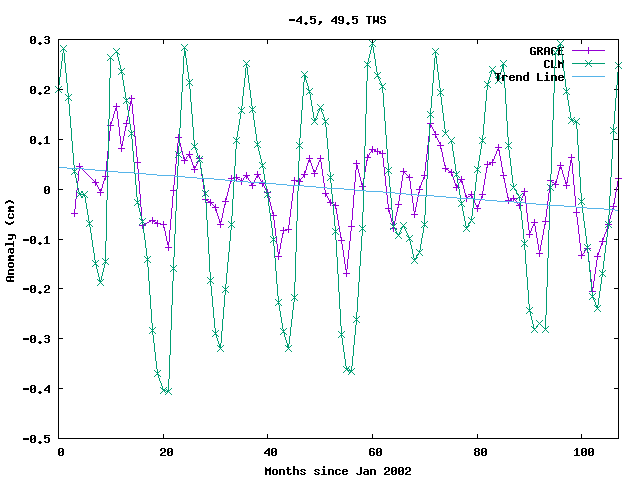 -4.5, 49.5 TWS
GRACE
CLM
Trend Line
0.3
0.2
0.1
0
-0.1
-0.2
-0.3
-0.4
-0.5
Anomaly (cm)
0 20 40 60 80 100
Months since Jan 2002